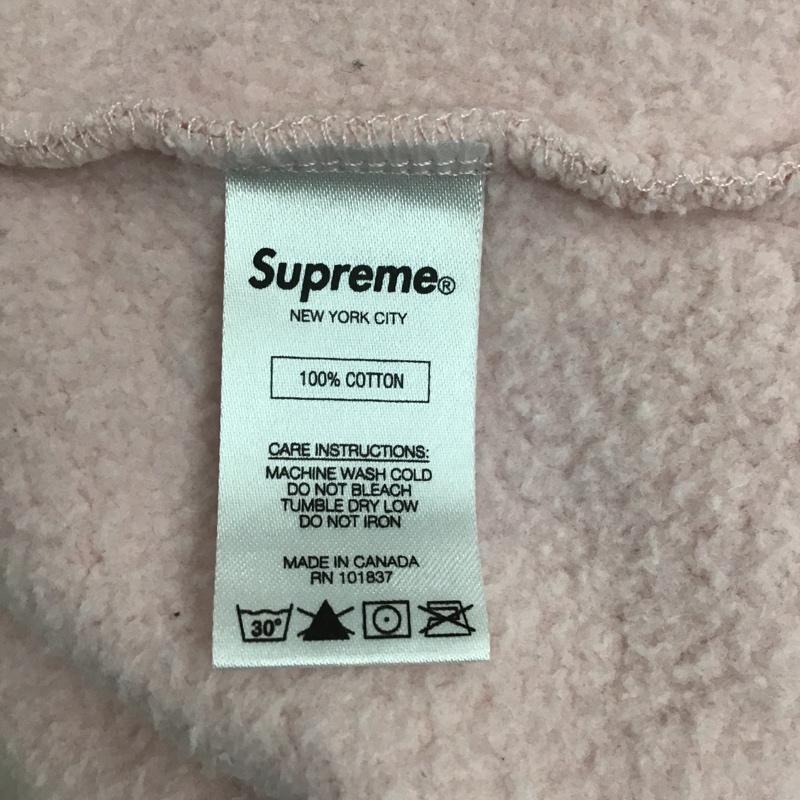 Supreme®
NEW YORK CITY
100% COTTON
CARE INSTRUCTIONS:
MACHINE WASH COLD
DO NOT BLEACH
TUMBLE DRY LOW
DO NOT IRON
MADE IN CANADA
RN 101837
30°